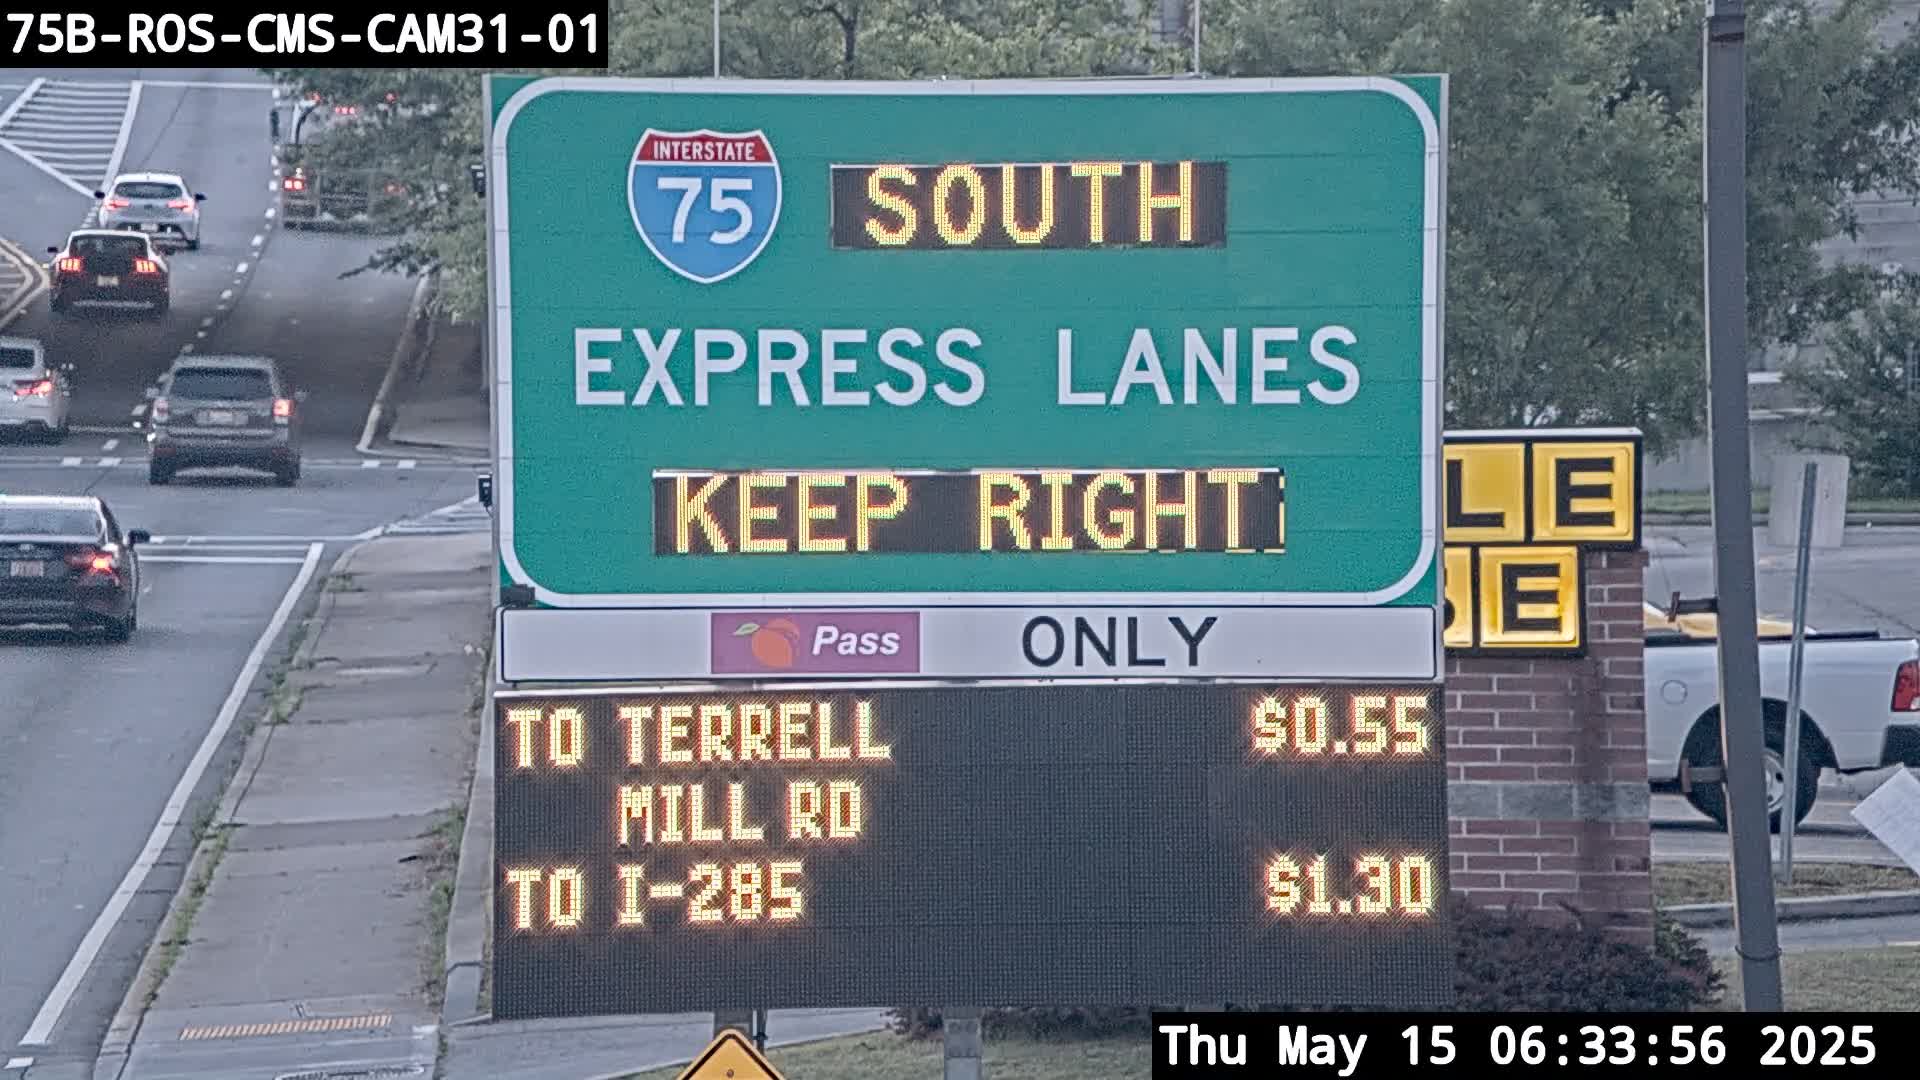 75B-ROS-CMS-CAM31-01
INTERSTATE
75
SOUTH
EXPRESS LANES
KEEP RIGHT
LE
E
Pass
ONLY
TO TERRELL $0.55
MILL RD
TO I-285 $1.30
Thu May 15 06:33:56 2025